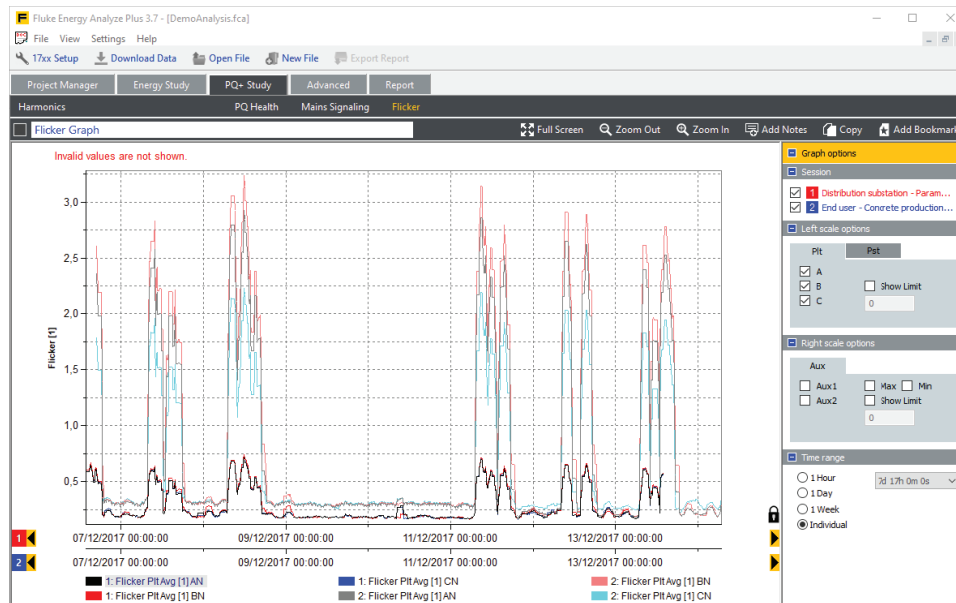 Fluke Energy Analyze Plus 3.7 - [DemoAnalysis.fca]
File View Settings Help
17xx Setup Download Data Open File New File Export Report
Project Manager Energy Study PQ+ Study Advanced Report
Harmonics PQ Health Mains Signaling Flicker
Flicker Graph Full Screen Zoom Out Zoom In Add Notes Copy Add Bookmark
Invalid values are not shown.
Graph options
Session
1 Distribution substation - Param...
2 End user - Concrete production...
Left scale options
Plt Pst
A
B Show Limit
C 0
Right scale options
Aux
Aux1 Max Min
Aux2 Show Limit
0
Time range
1 Hour 7d 17h 0m 0s
1 Day
1 Week
Individual
Flicker [1]
3,0
2,5
2,0
1,5
1,0
0,5
1 07/12/2017 00:00:00 09/12/2017 00:00:00 11/12/2017 00:00:00 13/12/2017 00:00:00
2 07/12/2017 00:00:00 09/12/2017 00:00:00 11/12/2017 00:00:00 13/12/2017 00:00:00
1: Flicker Plt Avg [1] AN 1: Flicker Plt Avg [1] CN 2: Flicker Plt Avg [1] BN
1: Flicker Plt Avg [1] BN 2: Flicker Plt Avg [1] AN 2: Flicker Plt Avg [1] CN